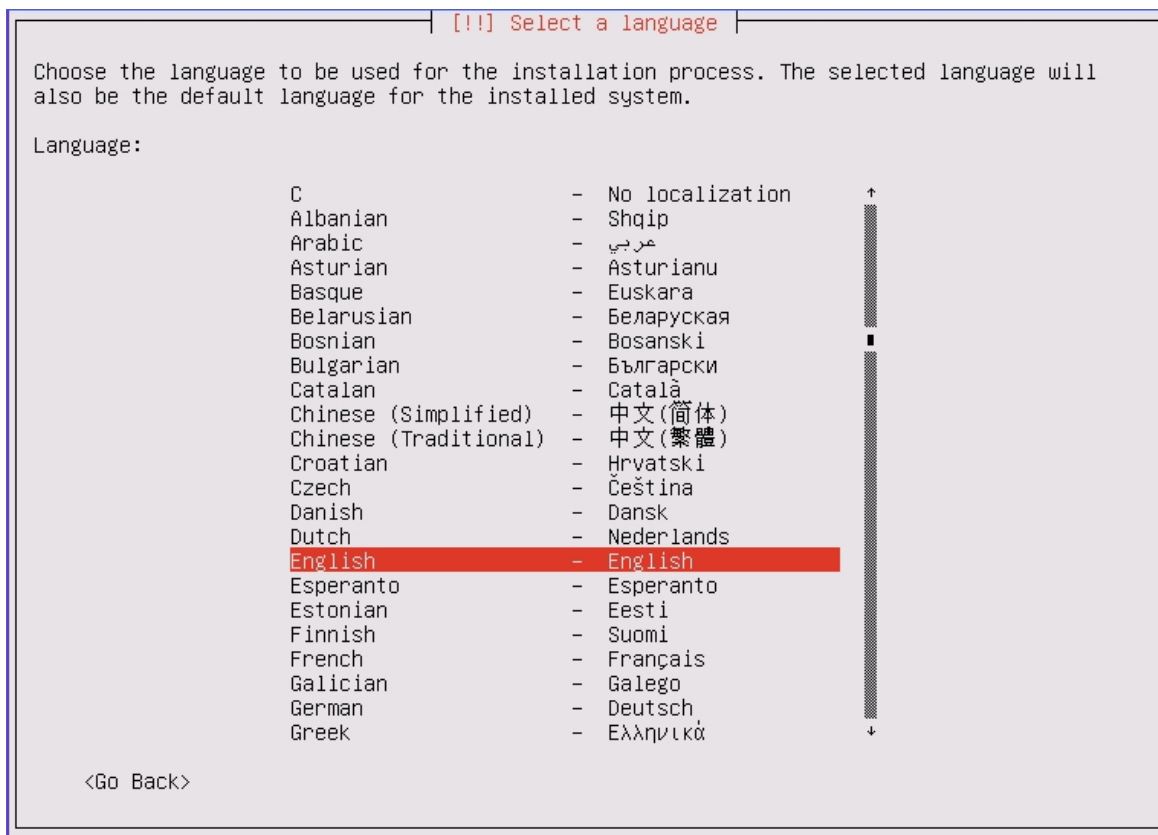 [!!] Select a language
Choose the language to be used for the installation process. The selected language will
also be the default language for the installed system.
Language:
C - No localization
Albanian - Shqip
Arabic - عربي
Asturian - Asturianu
Basque - Euskara
Belarusian - Беларуская
Bosnian - Bosanski
Bulgarian - Български
Catalan - Català
Chinese (Simplified) - 中文(简体)
Chinese (Traditional) - 中文(繁體)
Croatian - Hrvatski
Czech - Čeština
Danish - Dansk
Dutch - Nederlands
English - English
Esperanto - Esperanto
Estonian - Eesti
Finnish - Suomi
French - Français
Galician - Galego
German - Deutsch
Greek - Ελληνικά
<Go Back>